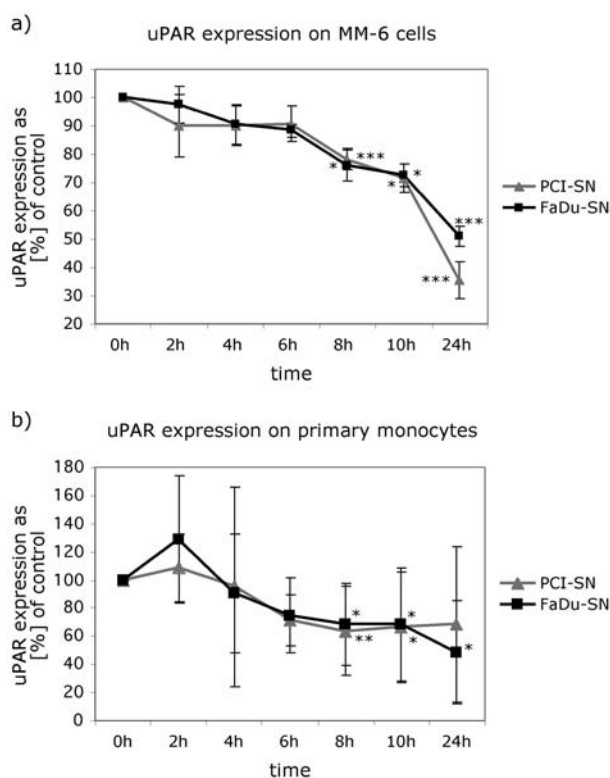 a)
uPAR expression on MM-6 cells
uPAR expression as
[%] of control
110
100
90
80
70
60
50
40
30
20
***
*
*
*
***
***
PCI-SN
FaDu-SN
0h 2h 4h 6h 8h 10h 24h
time
b)
uPAR expression on primary monocytes
uPAR expression as
[%] of control
180
160
140
120
100
80
60
40
20
0
*
**
*
*
*
PCI-SN
FaDu-SN
0h 2h 4h 6h 8h 10h 24h
time